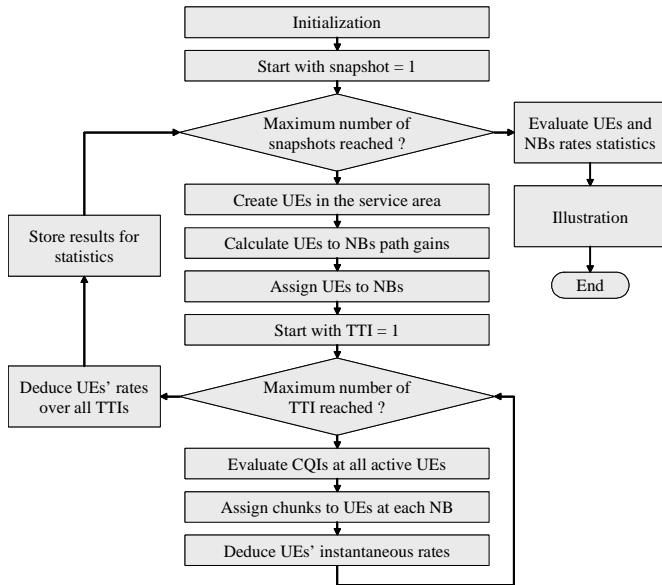 Initialization
Start with snapshot = 1
Maximum number of
snapshots reached ?
Evaluate UEs and
NBs rates statistics
Create UEs in the service area
Illustration
Calculate UEs to NBs path gains
Store results for
statistics
Assign UEs to NBs
End
Start with TTI = 1
Maximum number of
TTI reached ?
Deduce UEs' rates
over all TTIs
Evaluate CQIs at all active UEs
Assign chunks to UEs at each NB
Deduce UEs' instantaneous rates